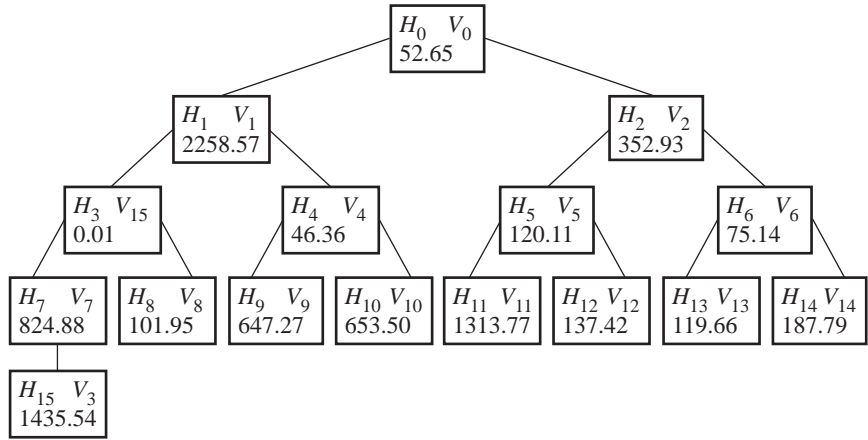 H₀ V₀
52.65
H₁ V₁
2258.57
H₂ V₂
352.93
H₃ V₁₅
0.01
H₄ V₄
46.36
H₅ V₅
120.11
H₆ V₆
75.14
H₇ V₇
824.88
H₈ V₈
101.95
H₉ V₉
647.27
H₁₀ V₁₀
653.50
H₁₁ V₁₁
1313.77
H₁₂ V₁₂
137.42
H₁₃ V₁₃
119.66
H₁₄ V₁₄
187.79
H₁₅ V₃
1435.54